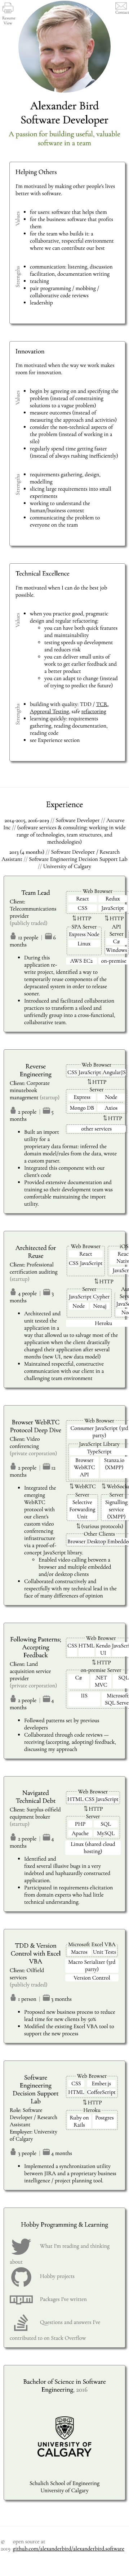 Resume
View
Contact
Alexander Bird
Software Developer
A passion for building useful, valuable
software in a team
Helping Others
I'm motivated by making other people's lives
better with software.
Values
for users software that helps them
for the business software that profits
them
for the team who builds it: a
collaborative, respectful environment
where we can contribute our best
Strengths
communication: listening, discussion
facilitation, documentation writing
teaching
pair programming / mobbing /
collaborative code reviews
leadership
Innovation
I'm motivated when the way we work makes
room for innovation.
Values
begin by agreeing on and specifying the
problem (instead of constraining
solutions to a vague problem)
measure outcomes (instead of
measuring the approach and activities)
consider the non-technical aspects of
the problem (instead of working in a
silo)
regularly spend time getting faster
(instead of always rushing inefficiently)
Strengths
requirements gathering, design,
modelling
slicing large requirements into small
experiments
working to understand the
human/business context
communicating the problem to
everyone on the team
Technical Excellence
I'm motivated when I can do the best job
possible.
Values
when you practice good, pragmatic
design and regular refactoring:
you can have both quick features
and maintainability
testing speeds up development
and reduces risk
you can deliver small units of
work to get earlier feedback and a
better product
you can adapt to change (instead
of trying to predict the future)
Strengths
building with quality: TDD / TCR,
Approval Testing, safe refactoring
learning quickly: requirements
gathering, reading documentation,
reading code
see Experience section
Experience
2014-2015, 2016-2019 // Software Developer // Arcurve
Inc // (software services & consulting working in wide
range of technologies, team structures, and
methodologies)
2013 (4 months) // Software Developer / Research
Assistant // Software Engineering Decision Support Lab
// University of Calgary
Team Lead
Client:
Telecommunications
provider
(publicly traded)
12 people | 6
months
Web Browser
React Redux
CSS JavaScript
HTTP HTTP
SPA Server API
Express Node Server
Linux C#
Windows
AWS EC2 on-premise
During this
application re-
write project, identified a way to
temporarily reuse components of the
deprecated system in order to release
sooner.
Introduced and facilitated collaboration
practices to transform a siloed and
unfriendly group into a cross-functional,
collaborative team.
Reverse
Engineering
Client: Corporate
minutebook
management (startup)
2 people | 5
months
Web Browser
CSS JavaScript AngularJS
HTTP
Server
Express Node
Mongo DB Axios
HTTP
other services
Built an import
utility for a
proprietary data format: inferred the
domain model/rules from the data, wrote
a custom parser.
Integrated this component with our
client's code
Provided extensive documentation and
training so their development team was
comfortable maintaining the import
utility.
Architected for
Reuse
Client: Professional
certification auditing
(startup)
4 people | 5
months
Web Browser
React
CSS JavaScript
HTTP
Server
JavaScript Cypher
Node Neo4j
Heroku
Architected and
unit tested the
application in a
way that allowed us to salvage most of the
application when the client drastically
changed their application after several
months (new UX, new data model)
Maintained respectful, constructive
communication with our client in a
challenging team environment
Browser WebRTC
Protocol Deep Dive
Client: Video
conferencing
(private corporation)
2 people | 12
months
Web Browser
Consumer JavaScript (3rd
party)
JavaScript Library
TypeScript
Browser
WebRTC
API
Stanza.io
(XMPP)
WebRTC WebSocket
Server Server
Selective
Forwarding
Unit
Signalling
service
(XMPP)
(various protocols)
Other Clients
Browser Desktop Embedded
Integrated the
emerging
WebRTC
protocol with
our client's
custom video
conferencing
infrastructure
via a proof-of-
concept JavaScript library.
Enabled video calling between a
browser and multiple embedded
and/or desktop clients
Collaborated constructively and
respectfully with my technical lead in the
face of many differences of opinion
Following Patterns;
Accepting
Feedback
Client: Land
acquisition service
provider
(private corporation)
2 people | 8
months
Web Browser
CSS HTML Kendo JavaScript
UI
HTTP
on-premise Server
C# .NET SQL
MVC
IIS Microsoft
SQL Server
Followed patterns set by previous
developers
Collaborated through code reviews —
receiving (accepting, adopting) feedback,
discussing my approach
Navigated
Technical Debt
Client: Surplus oilfield
equipment broker
(startup)
2 people | 4
months
Web Browser
HTML CSS JavaScript
HTTP
Server
PHP SQL
Apache MySQL
Linux (shared cloud
hosting)
Identified and
fixed several illusive bugs in a very
indebted and haphazardly constructed
application.
Participated in requirements elicitation
from domain experts who had little
technical understanding.
TDD & Version
Control with Excel
VBA
Client: Oilfield
services
(publicly traded)
1 person | 3 months
Microsoft Excel VBA
Macros Unit Tests
Macro Serializer (3rd
party)
Version Control
Proposed new business process to reduce
lead time for new clients by 50%
Modified the existing Excel VBA tool to
support the new process
Software
Engineering
Decision Support
Lab
Role: Software
Developer / Research
Assistant
Employer: University
of Calgary
3 people | 4 months
Web Browser
CSS Ember.js
HTML CoffeeScript
HTTP
Heroku
Ruby on
Rails
Postgres
Implemented a synchronization utility
between JIRA and a proprietary business
intelligence / project planning tool.
Hobby Programming & Learning
What I'm reading and thinking
about
Hobby projects
Packages I've written
Questions and answers I've
contributed to on Stack Overflow
Bachelor of Science in Software
Engineering, 2016
UNIVERSITY OF
CALGARY
Schulich School of Engineering
University of Calgary
© 2019
open source at
github.com/alexanderbird/alexanderbird.software